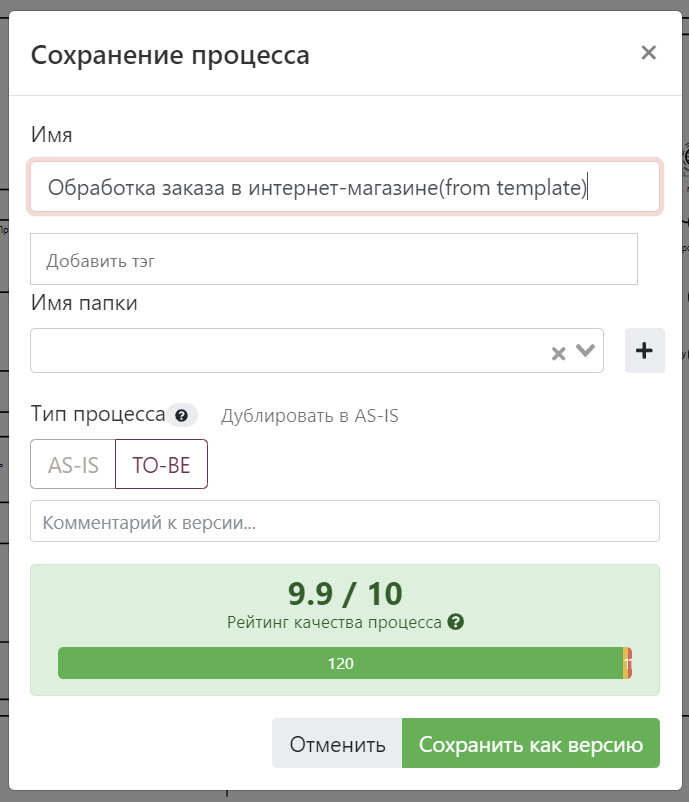 Сохранение процесса
Имя
Обработка заказа в интернет-магазине(from template)
Добавить тэг
Имя папки
Тип процесса Дублировать в AS-IS
AS-IS TO-BE
Комментарий к версии...
9.9 / 10
Рейтинг качества процесса
120
Отменить Сохранить как версию